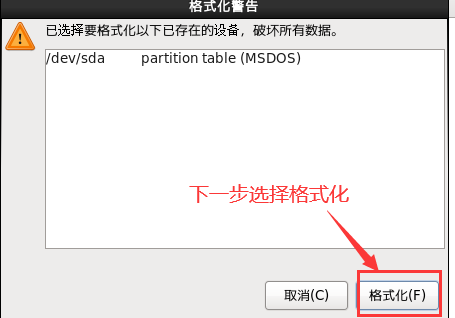 格式化警告
已选择要格式化以下已存在的设备，破坏所有数据。
/dev/sda partition table (MSDOS)
下一步选择格式化
取消(C) 格式化(F)